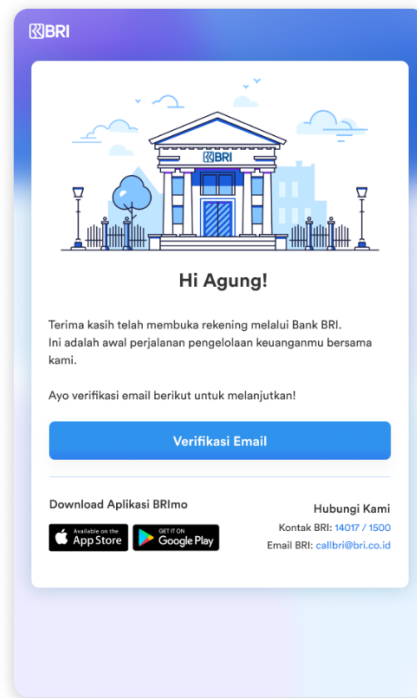 BRI
BRI
Hi Agung!
Terima kasih telah membuka rekening melalui Bank BRI.
Ini adalah awal perjalanan pengelolaan keuanganmu bersama
kami.
Ayo verifikasi email berikut untuk melanjutkan!
Verifikasi Email
Download Aplikasi BRImo
Available on the
App Store
GET IT ON
Google Play
Hubungi Kami
Kontak BRI: 14017 / 1500
Email BRI: callbri@bri.co.id